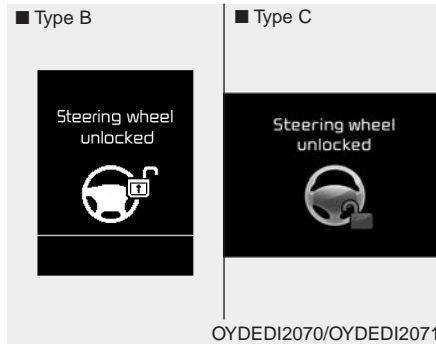 ■ Type B
Steering wheel
unlocked
■ Type C
Steering wheel
unlocked
OYDEDI2070/OYDEDI2071